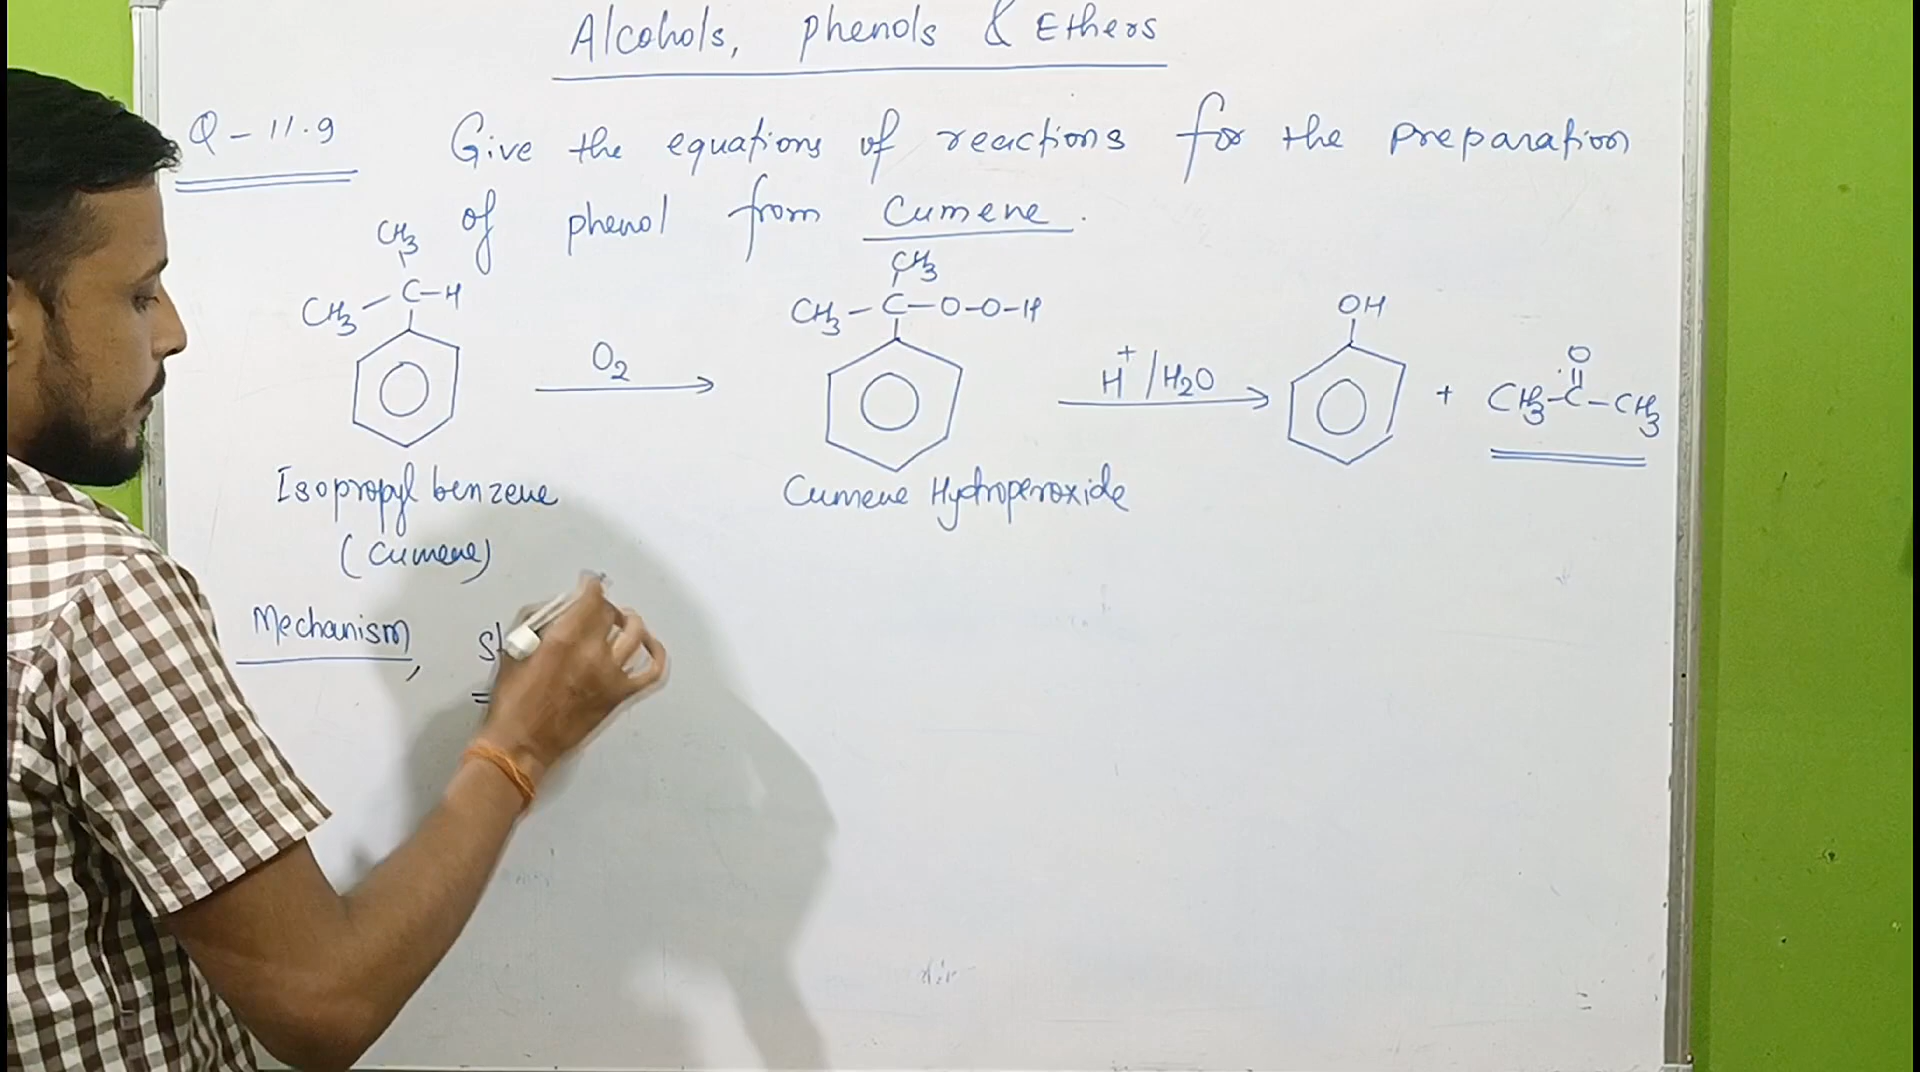 Alcohols, phenols & Ethers
Q-11.9 Give the equations of reactions for the preparation
of phenol from Cumene.
CH3
CH3-C-H
O2
CH3
CH3-C-O-O-H
H+/H2O
OH
+
O
CH3-C-CH3
Isopropyl benzene
(Cumene)
Cumene Hydroperoxide
Mechanism,